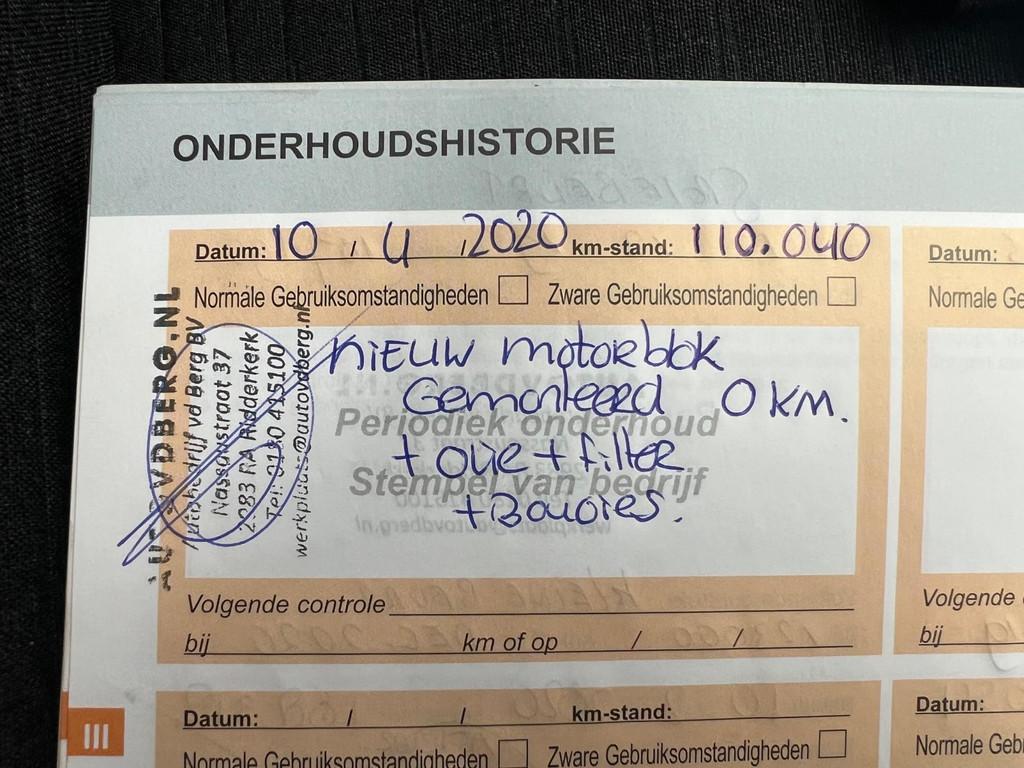 ONDERHOUDSHISTORIE
Datum: 10 / 4 / 2020 km-stand: 110.040
Normale Gebruiksomstandigheden Zware Gebruiksomstandigheden
NIEUW motorblok
Gemonteerd 0 KM.
Periodiek onderhoud
+ olie + filter
Stempel van bedrijf
+ Bougies.
Autobedrijf vd Berg BV
Nassaustraat 37
2983 RA Ridderkerk
Tel: 0180 415100
werkplaats@autovdberg.nl
Volgende controle
bij km of op / /
Datum: / / km-stand:
Normale Gebruiksomstandigheden Zware Gebruiksomstandigheden
III
Datum:
Normale Ge
Volgende
bij
Datum:
Normale Geb